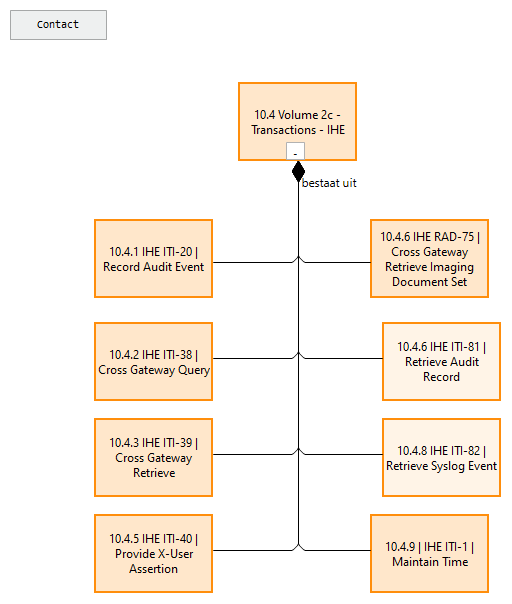 Contact
10.4 Volume 2c -
Transactions - IHE
-
bestaat uit
10.4.1 IHE ITI-20 |
Record Audit Event
10.4.6 IHE RAD-75 |
Cross Gateway
Retrieve Imaging
Document Set
10.4.2 IHE ITI-38 |
Cross Gateway Query
10.4.6 IHE ITI-81 |
Retrieve Audit
Record
10.4.3 IHE ITI-39 |
Cross Gateway
Retrieve
10.4.8 IHE ITI-82 |
Retrieve Syslog Event
10.4.5 IHE ITI-40 |
Provide X-User
Assertion
10.4.9 | IHE ITI-1 |
Maintain Time